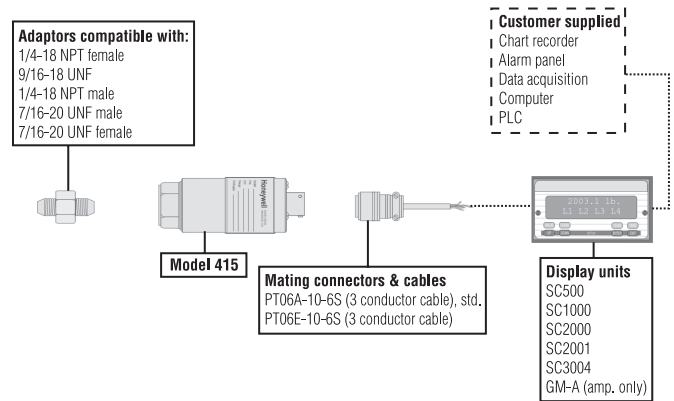 Adaptors compatible with:
1/4-18 NPT female
9/16-18 UNF
1/4-18 NPT male
7/16-20 UNF male
7/16-20 UNF female
Customer supplied
Chart recorder
Alarm panel
Data acquisition
Computer
PLC
Honeywell
2003.1 lb.
L1 L2 L3 L4
Model 415
Mating connectors & cables
PT06A-10-6S (3 conductor cable), std.
PT06E-10-6S (3 conductor cable)
Display units
SC500
SC1000
SC2000
SC2001
SC3004
GM-A (amp. only)